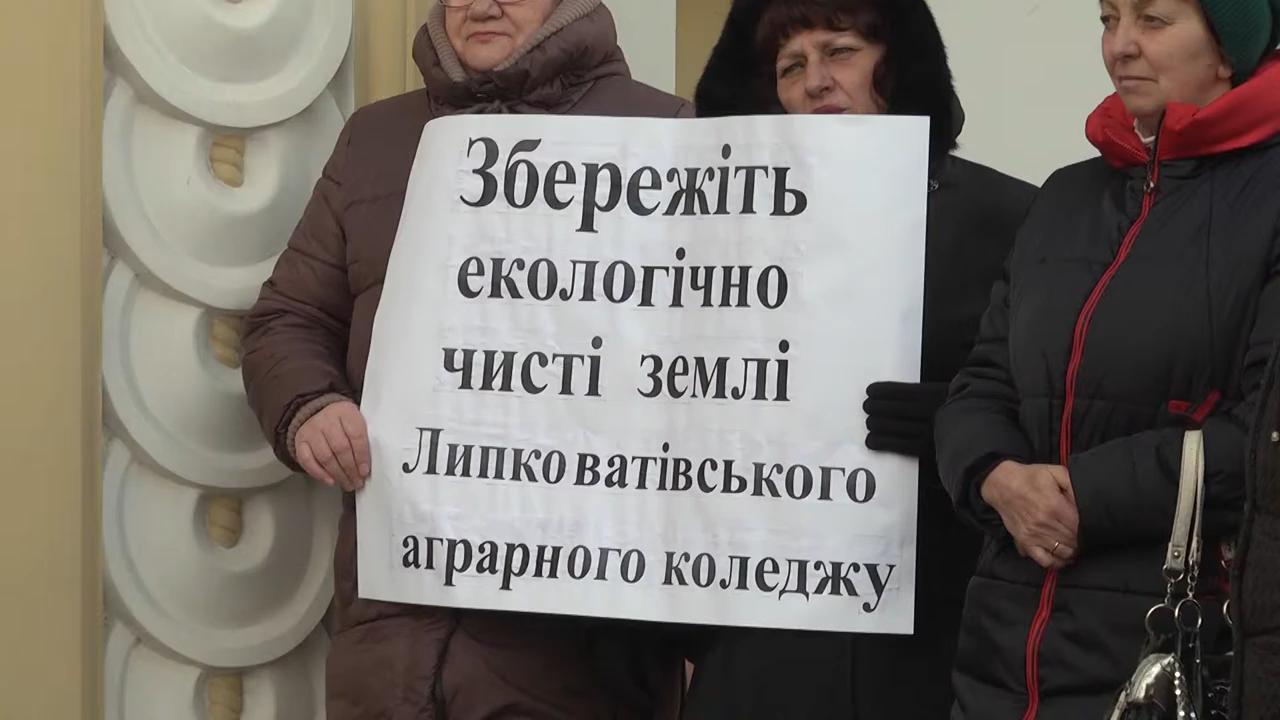 Збережіть
екологічно
чисті землі
Липковатівського
аграрного коледжу